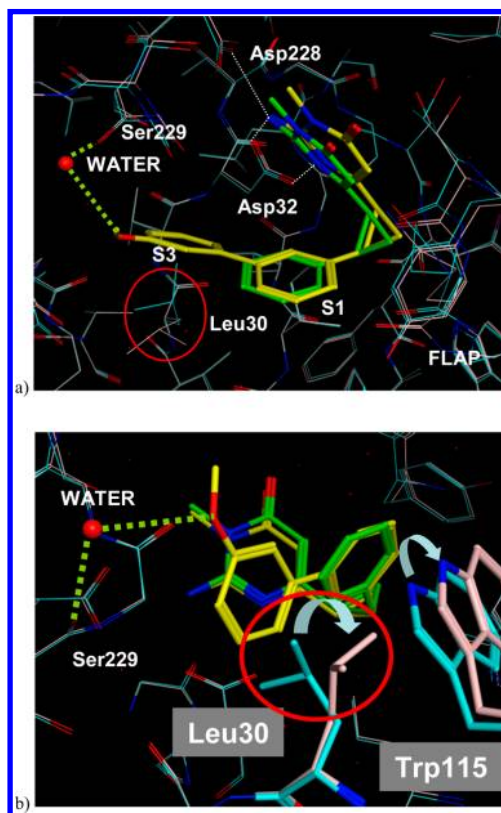 Asp228
Ser229
WATER
Asp32
S3
S1
Leu30
FLAP
a)
WATER
Ser229
Leu30
Trp115
b)